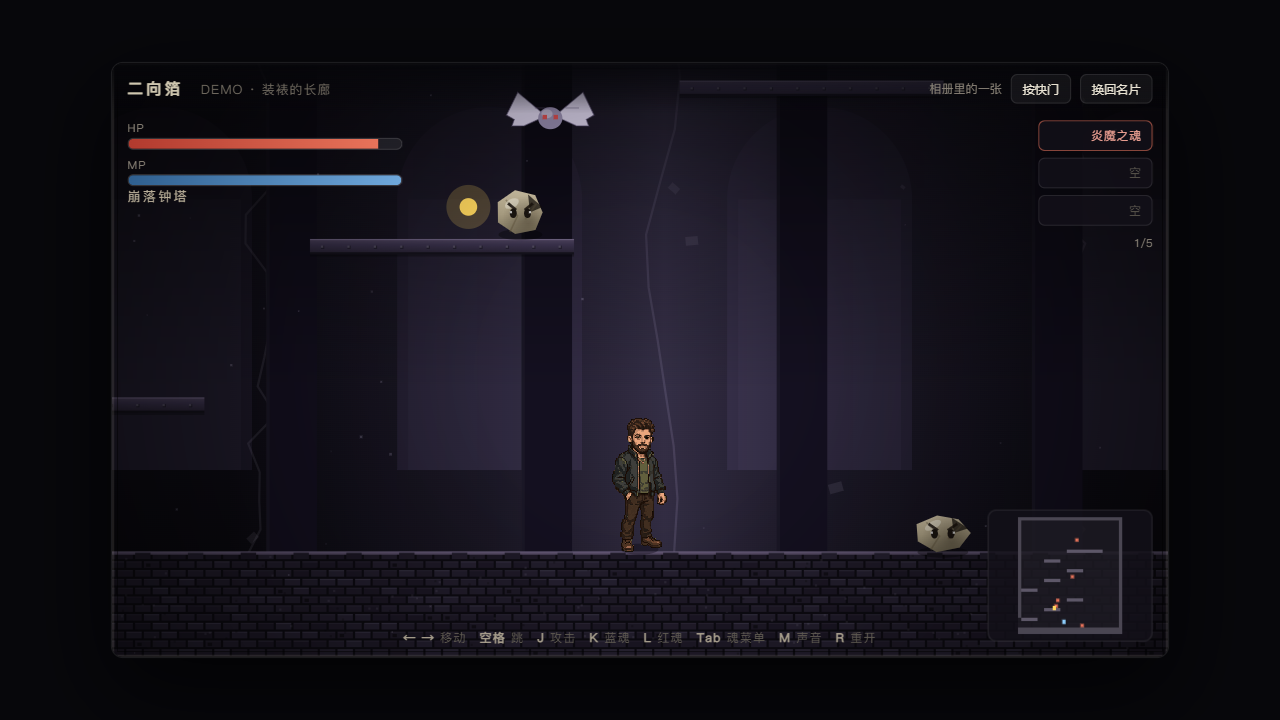 二向箔 DEMO · 装裱的长廊 相册里的一张 按快门 换回名片
HP
MP
崩落钟塔
炎魔之魂
空
空
1/5
← → 移动 空格 跳 J 攻击 K 蓝魂 L 红魂 Tab 魂菜单 M 声音 R 重开